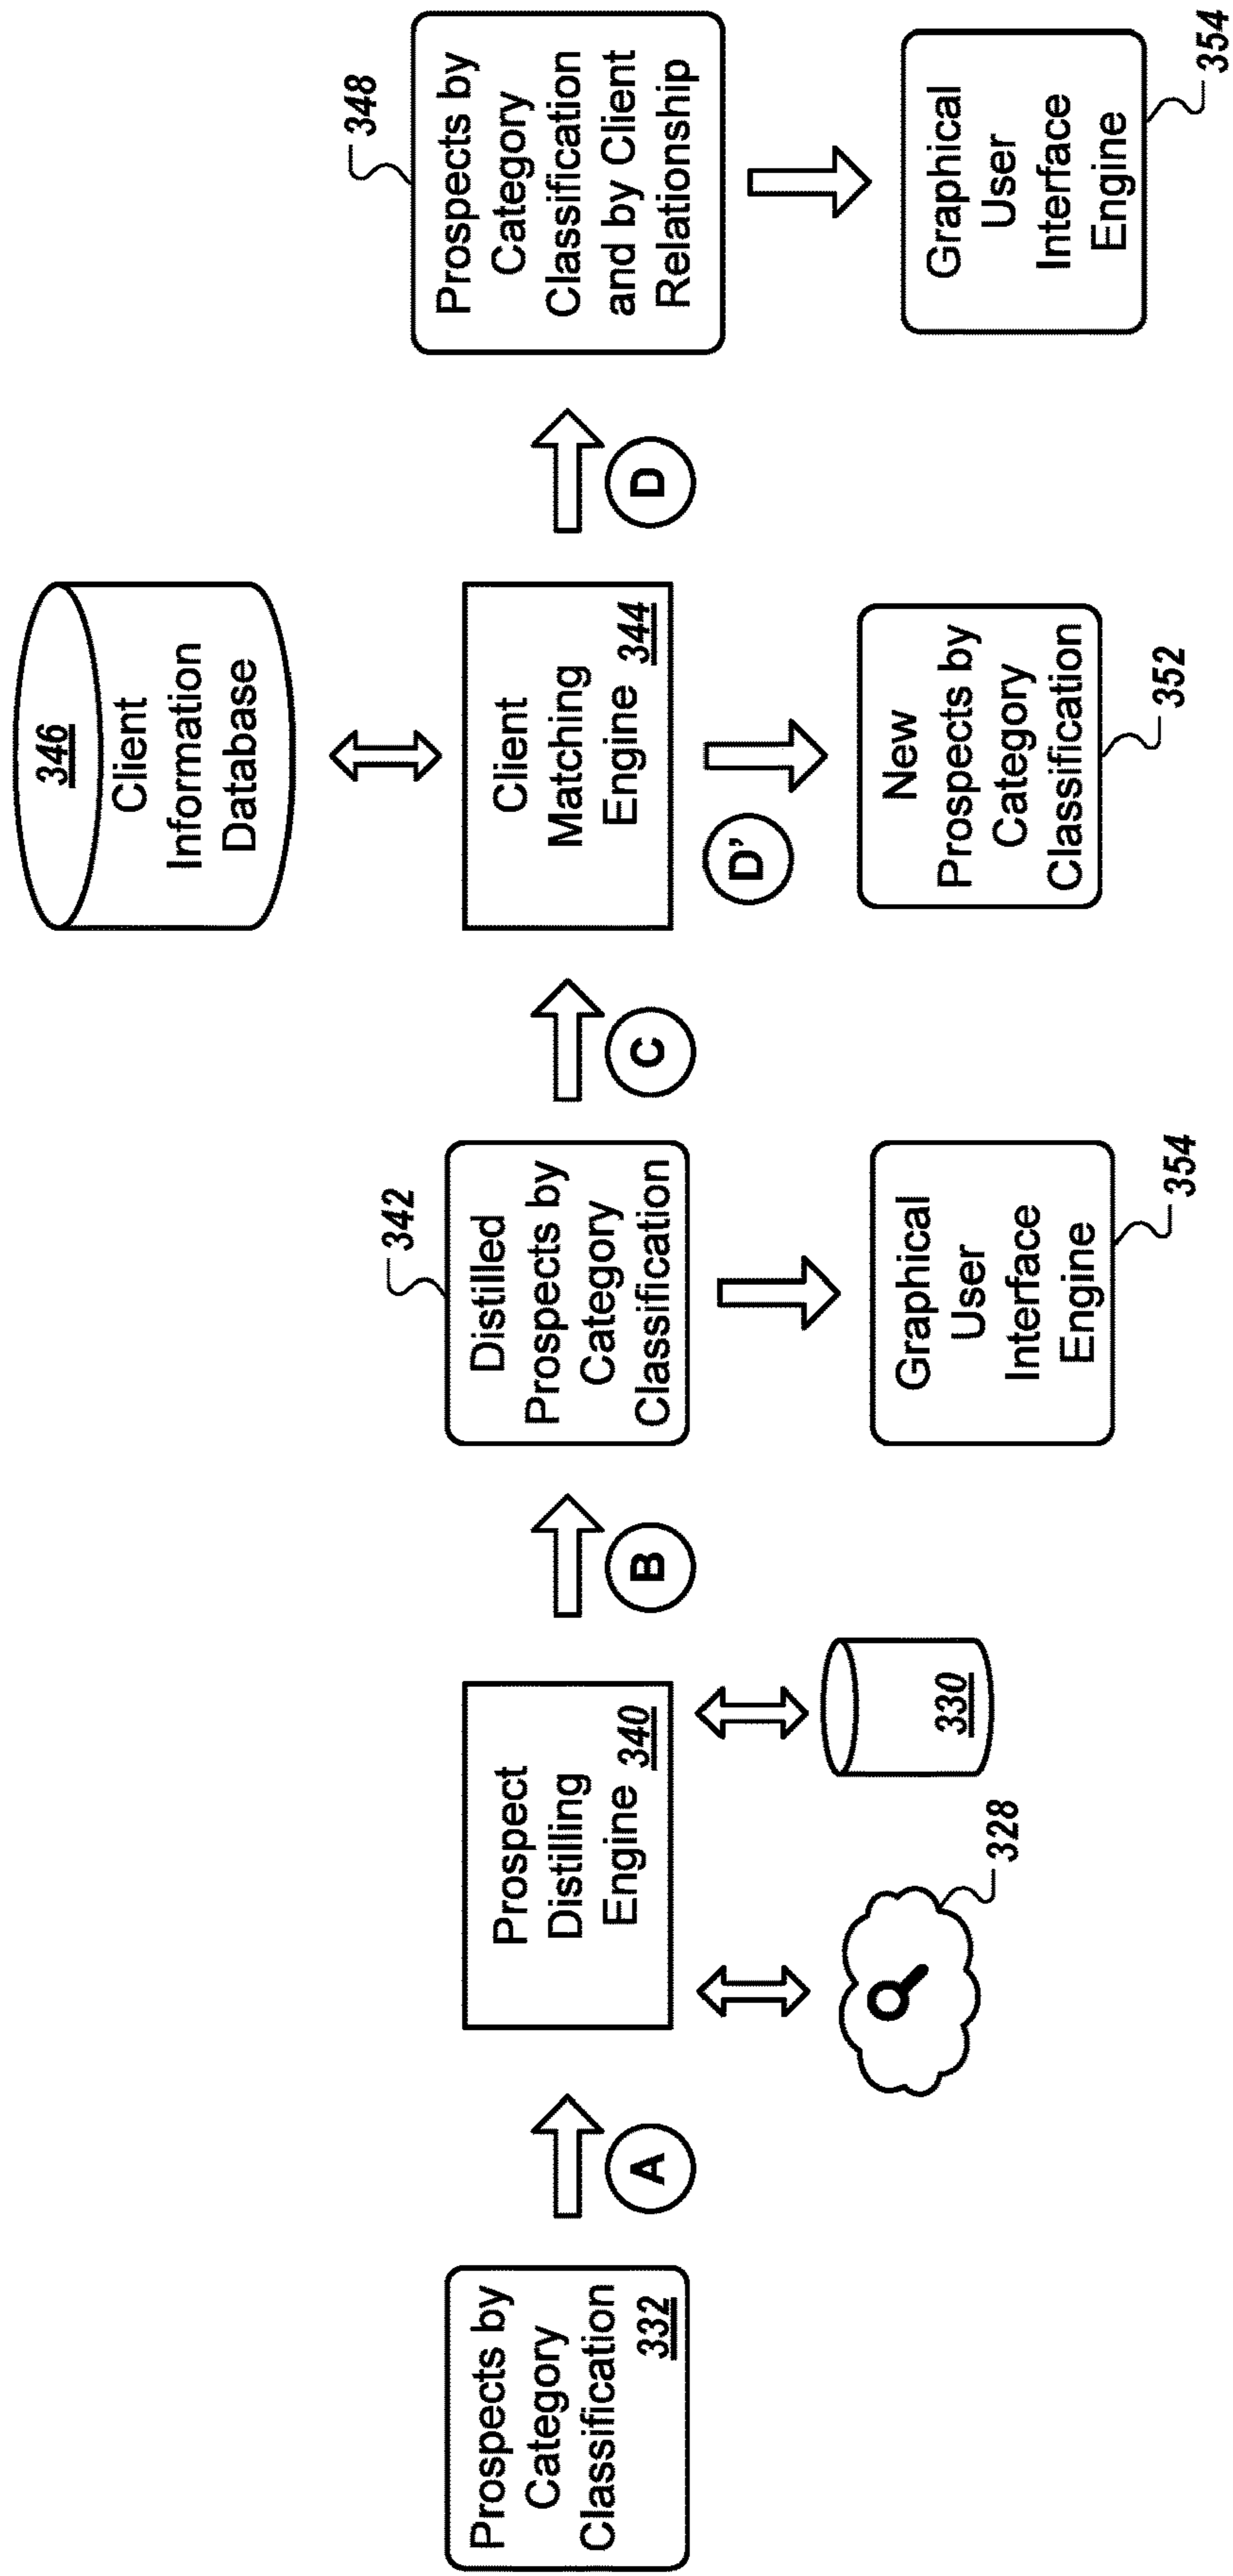 Prospects by
Category
Classification
332
A
Prospect
Distilling
Engine 340
328
330
B
342
Distilled
Prospects by
Category
Classification
Graphical
User
Interface
Engine
354
C
346
Client
Information
Database
Client
Matching
Engine 344
D'
New
Prospects by
Category
Classification
352
D
348
Prospects by
Category
Classification
and by Client
Relationship
Graphical
User
Interface
Engine
354